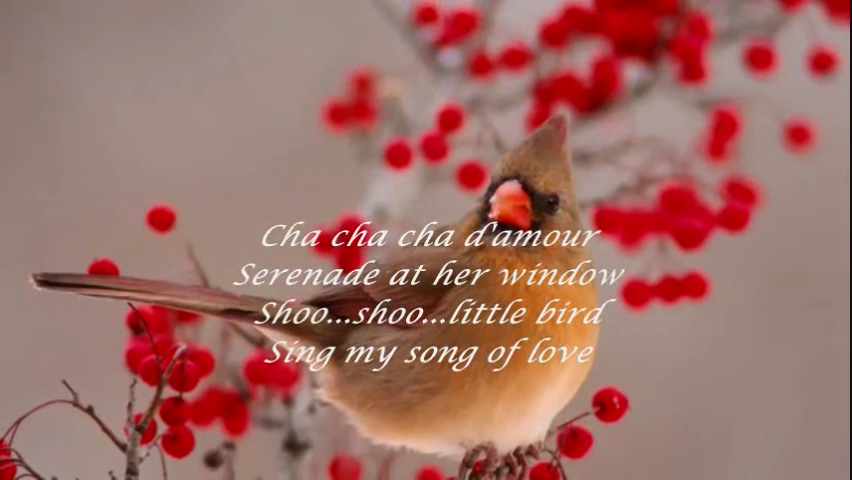 Cha cha cha d'amour
Serenade at her window
Shoo...shoo...little bird
Sing my song of love